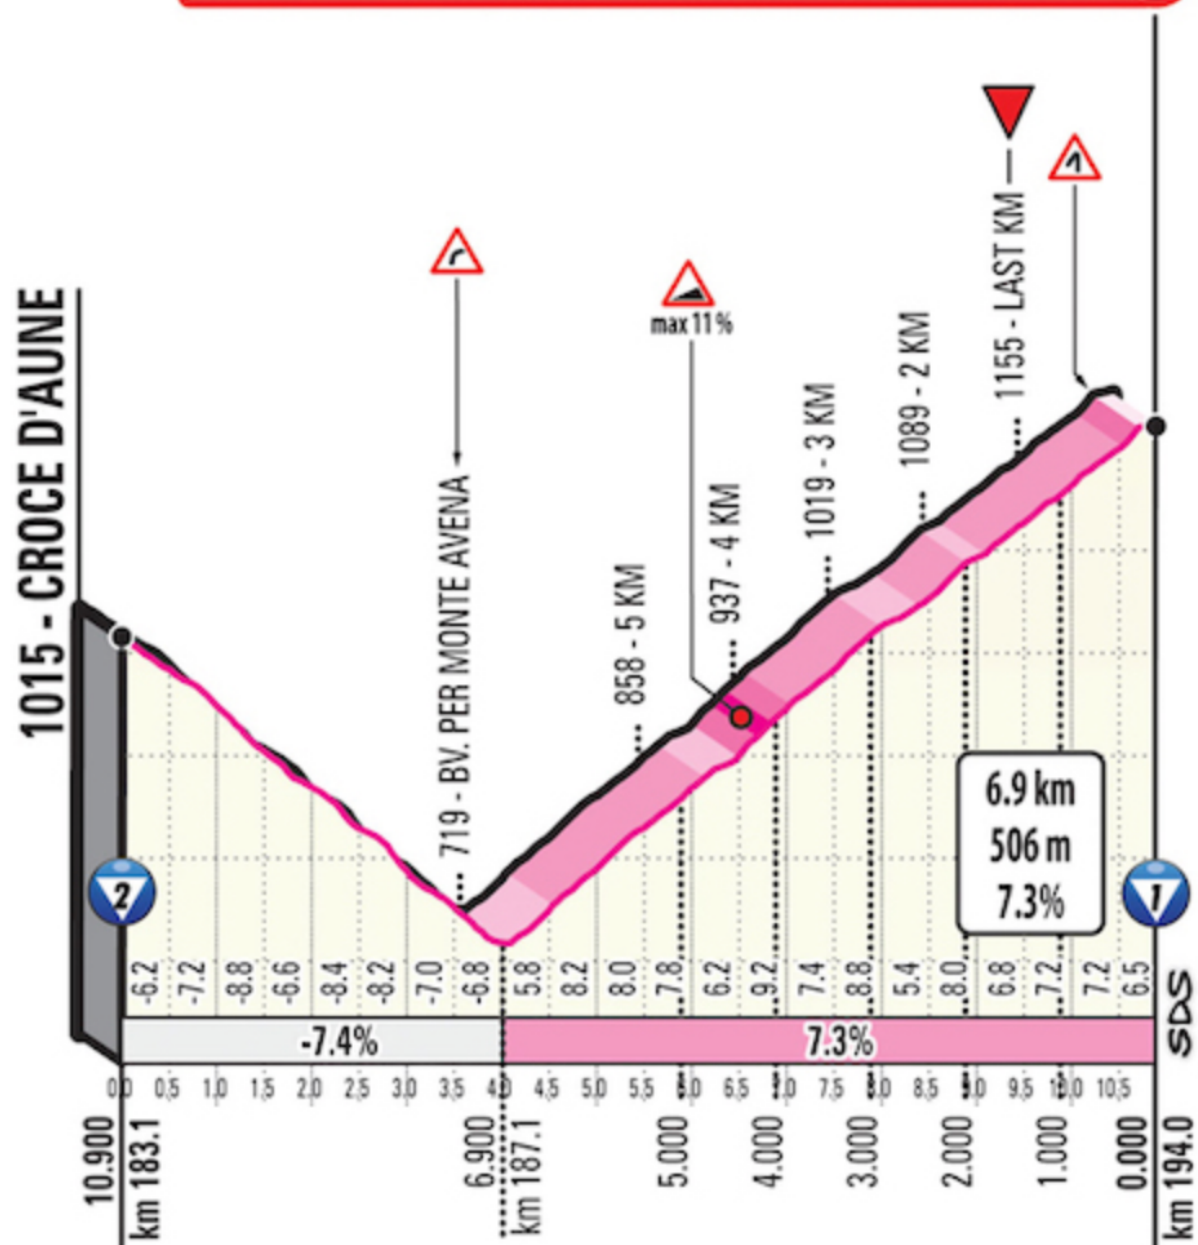 1015 - CROCE D'AUNE
719 - BV. PER MONTE AVENA
max 11%
858 - 5 KM
937 - 4 KM
1019 - 3 KM
1089 - 2 KM
1155 - LAST KM
6.9 km
506 m
7.3%
2
1
-6.2 -7.2 -8.8 -6.6 -8.4 -8.2 -7.0 -6.8 5.8 8.2 8.0 7.8 6.2 9.2 7.4 8.8 5.4 8.0 6.8 7.2 7.2 6.5
-7.4% 7.3%
SDS
0.0 0.5 1.0 1.5 2.0 2.5 3.0 3.5 4.0 4.5 5.0 5.5 6.0 6.5 7.0 7.5 8.0 8.5 9.0 9.5 10.0 10.5
10.900 6.900 5.000 4.000 3.000 2.000 1.000 0.000
km 183.1 km 187.1 km 194.0